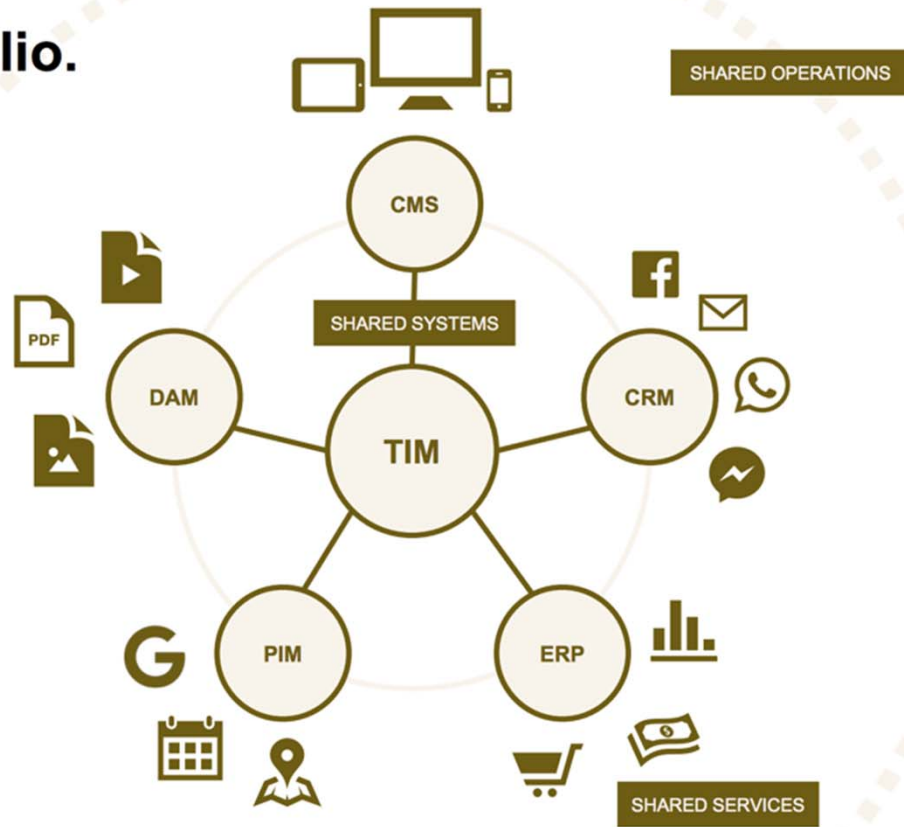 lio.
SHARED OPERATIONS
CMS
SHARED SYSTEMS
PDF
DAM
CRM
TIM
PIM
ERP
SHARED SERVICES